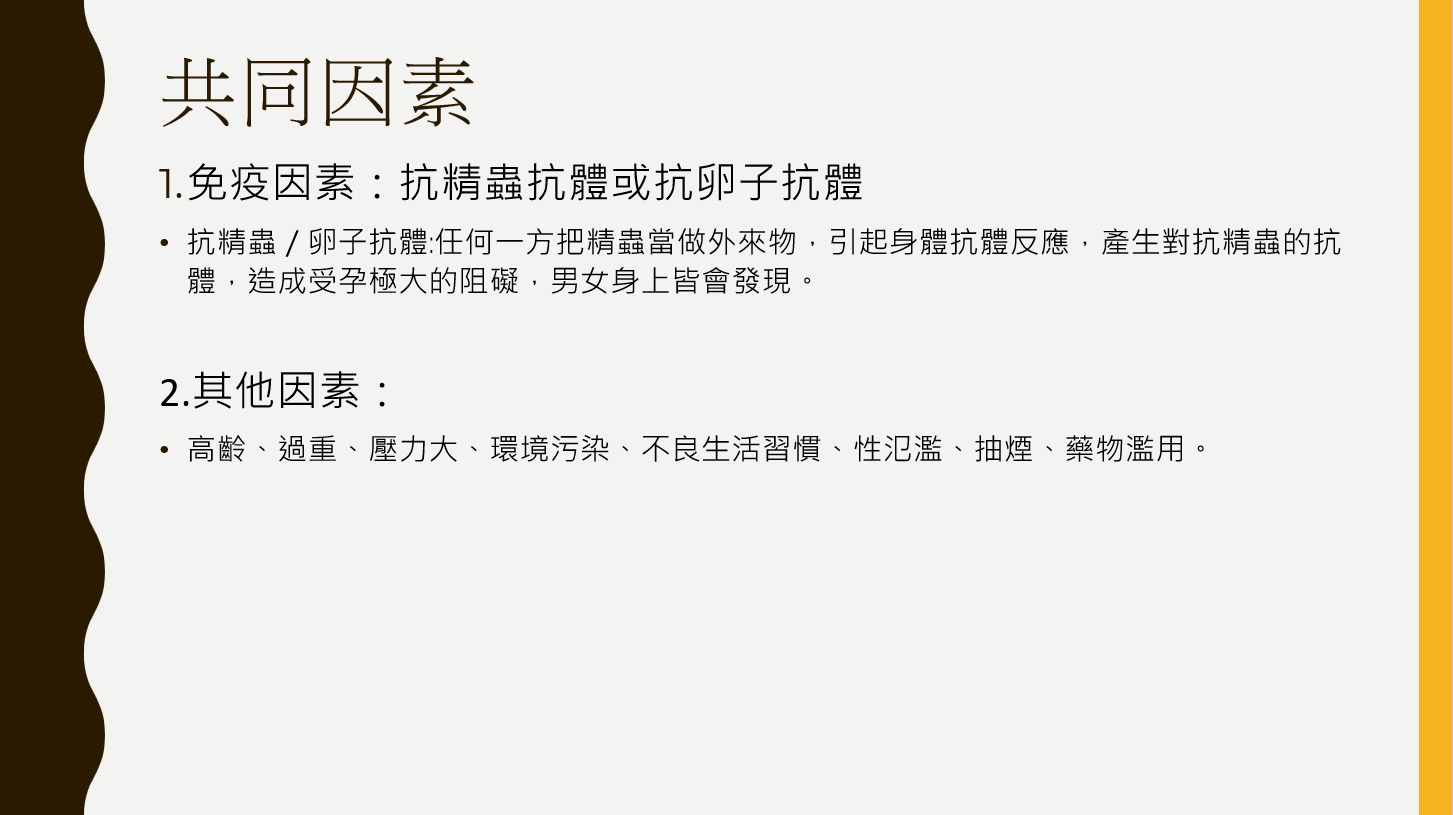 共同因素
1.免疫因素：抗精蟲抗體或抗卵子抗體
• 抗精蟲 / 卵子抗體:任何一方把精蟲當做外來物，引起身體抗體反應，產生對抗精蟲的抗
體，造成受孕極大的阻礙，男女身上皆會發現。
2.其他因素：
• 高齡、過重、壓力大、環境污染、不良生活習慣、性氾濫、抽煙、藥物濫用。